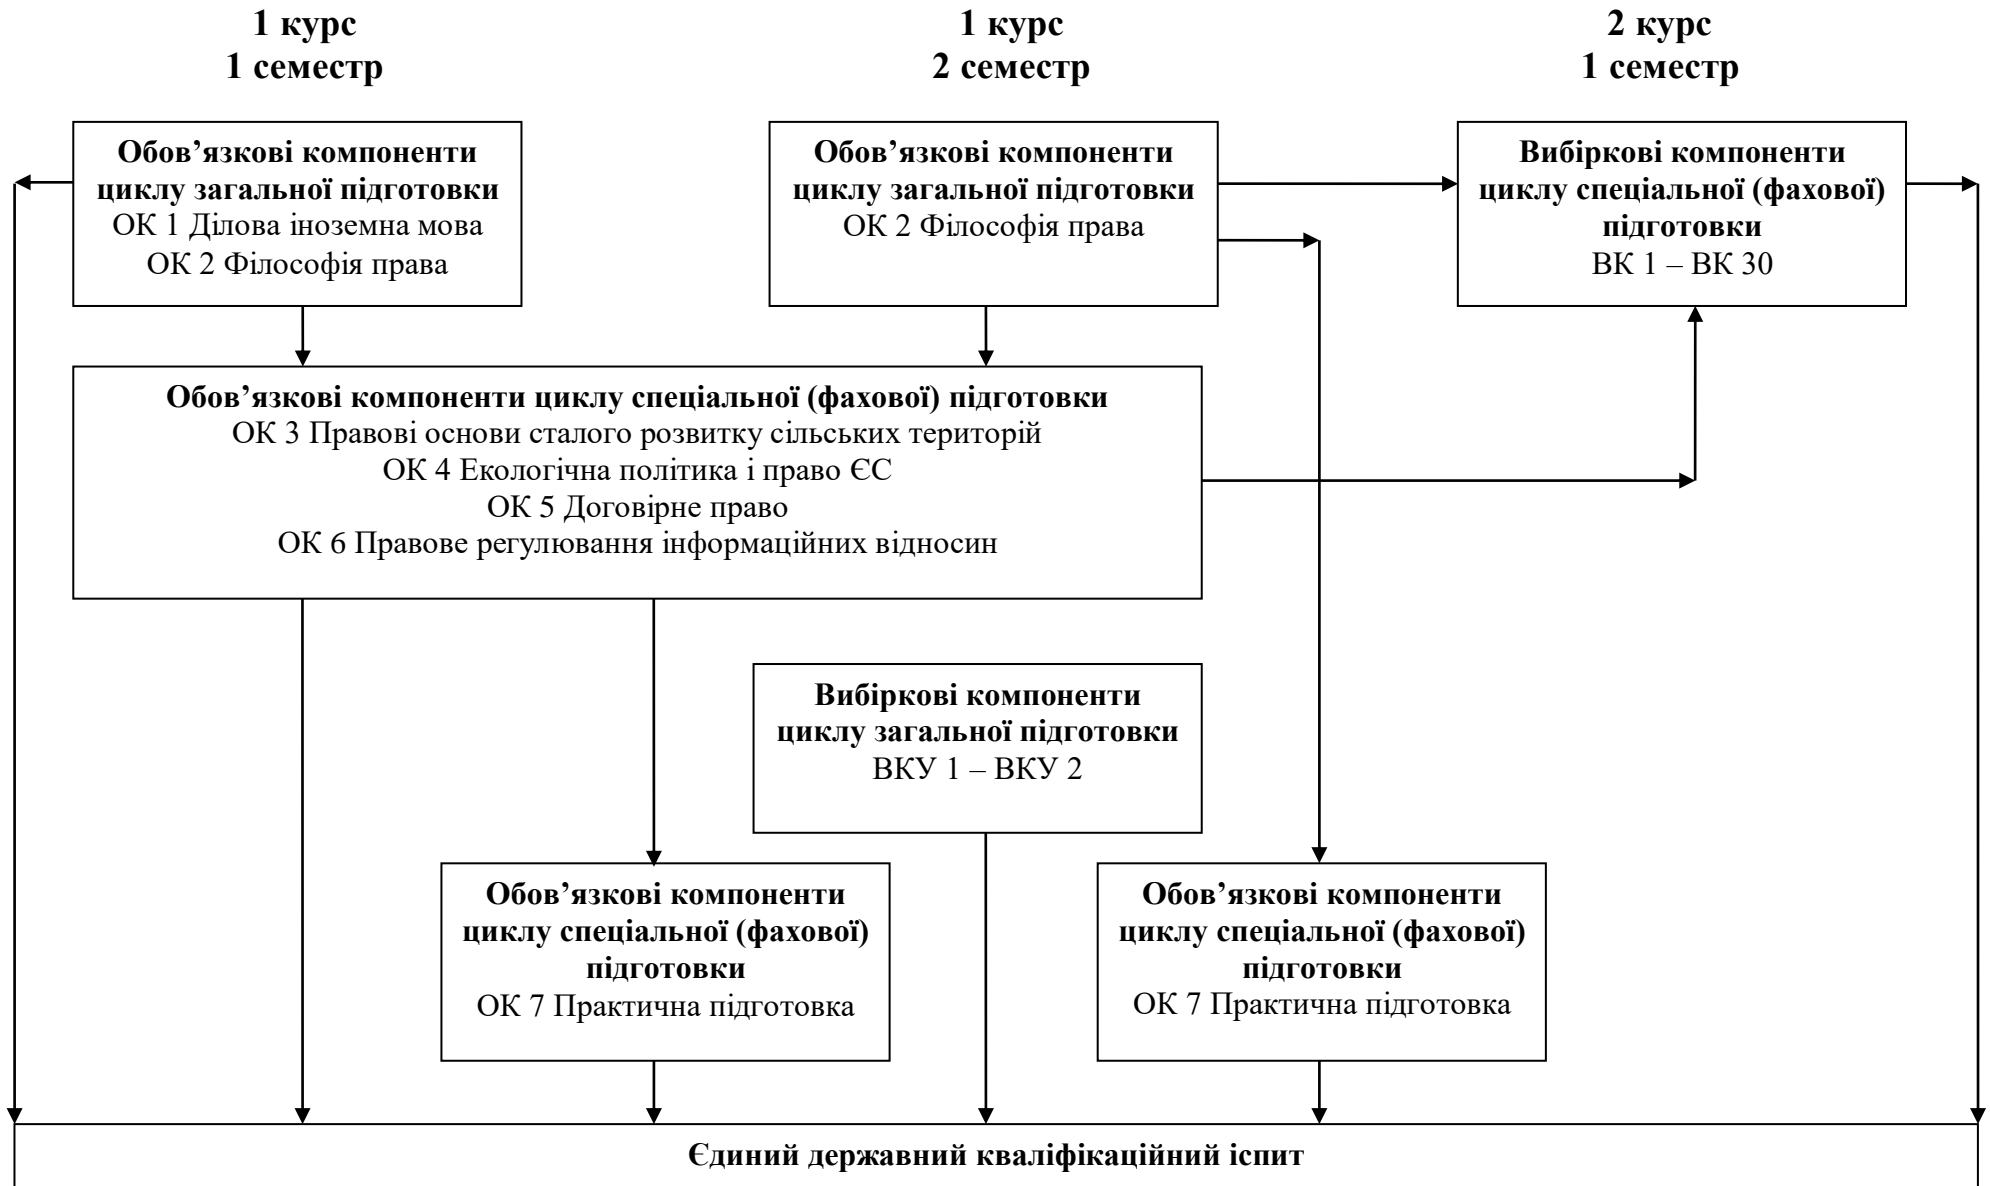 1 курс
1 семестр
1 курс
2 семестр
2 курс
1 семестр
Обов’язкові компоненти
циклу загальної підготовки
ОК 1 Ділова іноземна мова
ОК 2 Філософія права
Обов’язкові компоненти
циклу загальної підготовки
ОК 2 Філософія права
Вибіркові компоненти
циклу спеціальної (фахової)
підготовки
ВК 1 – ВК 30
Обов’язкові компоненти циклу спеціальної (фахової) підготовки
ОК 3 Правові основи сталого розвитку сільських територій
ОК 4 Екологічна політика і право ЄС
ОК 5 Договірне право
ОК 6 Правове регулювання інформаційних відносин
Вибіркові компоненти
циклу загальної підготовки
ВКУ 1 – ВКУ 2
Обов’язкові компоненти
циклу спеціальної (фахової)
підготовки
ОК 7 Практична підготовка
Обов’язкові компоненти
циклу спеціальної (фахової)
підготовки
ОК 7 Практична підготовка
Єдиний державний кваліфікаційний іспит